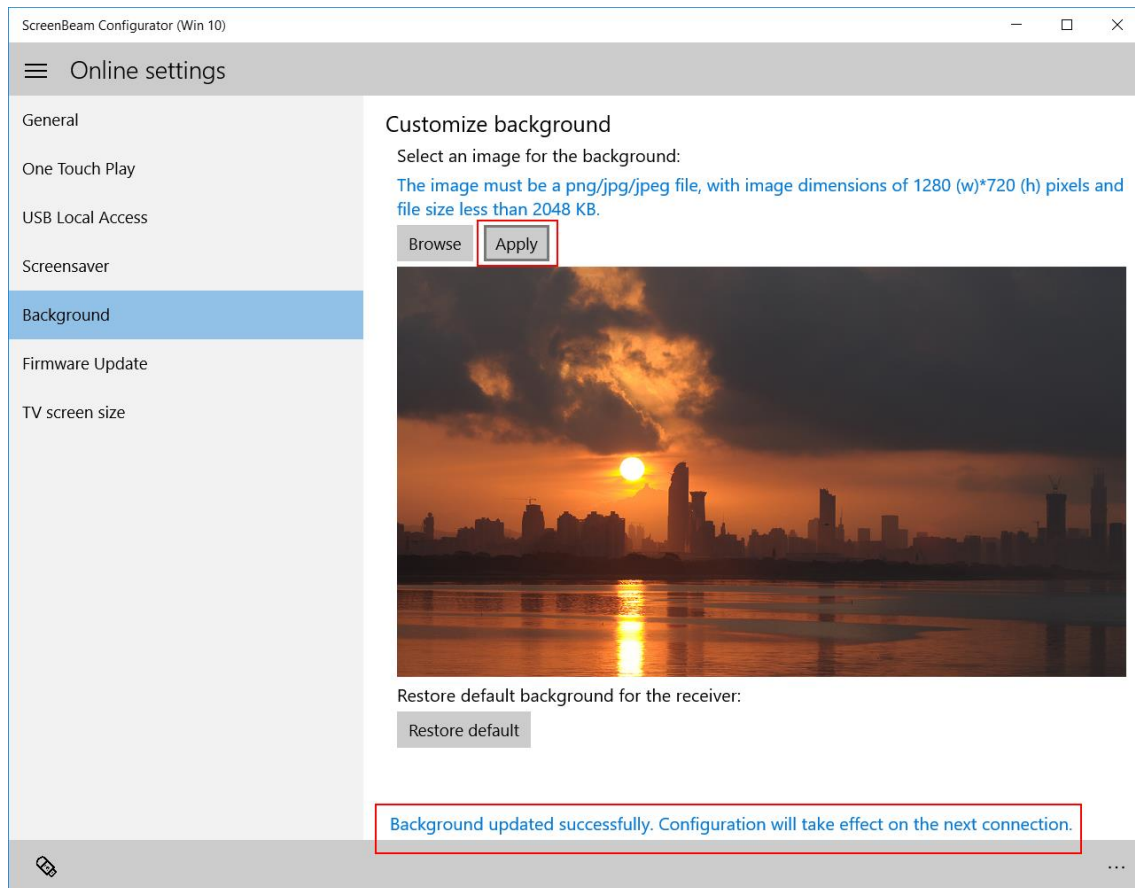 ScreenBeam Configurator (Win 10)
Online settings
General
One Touch Play
USB Local Access
Screensaver
Background
Firmware Update
TV screen size
Customize background
Select an image for the background:
The image must be a png/jpg/jpeg file, with image dimensions of 1280 (w)*720 (h) pixels and
file size less than 2048 KB.
Browse
Apply
Restore default background for the receiver:
Restore default
Background updated successfully. Configuration will take effect on the next connection.